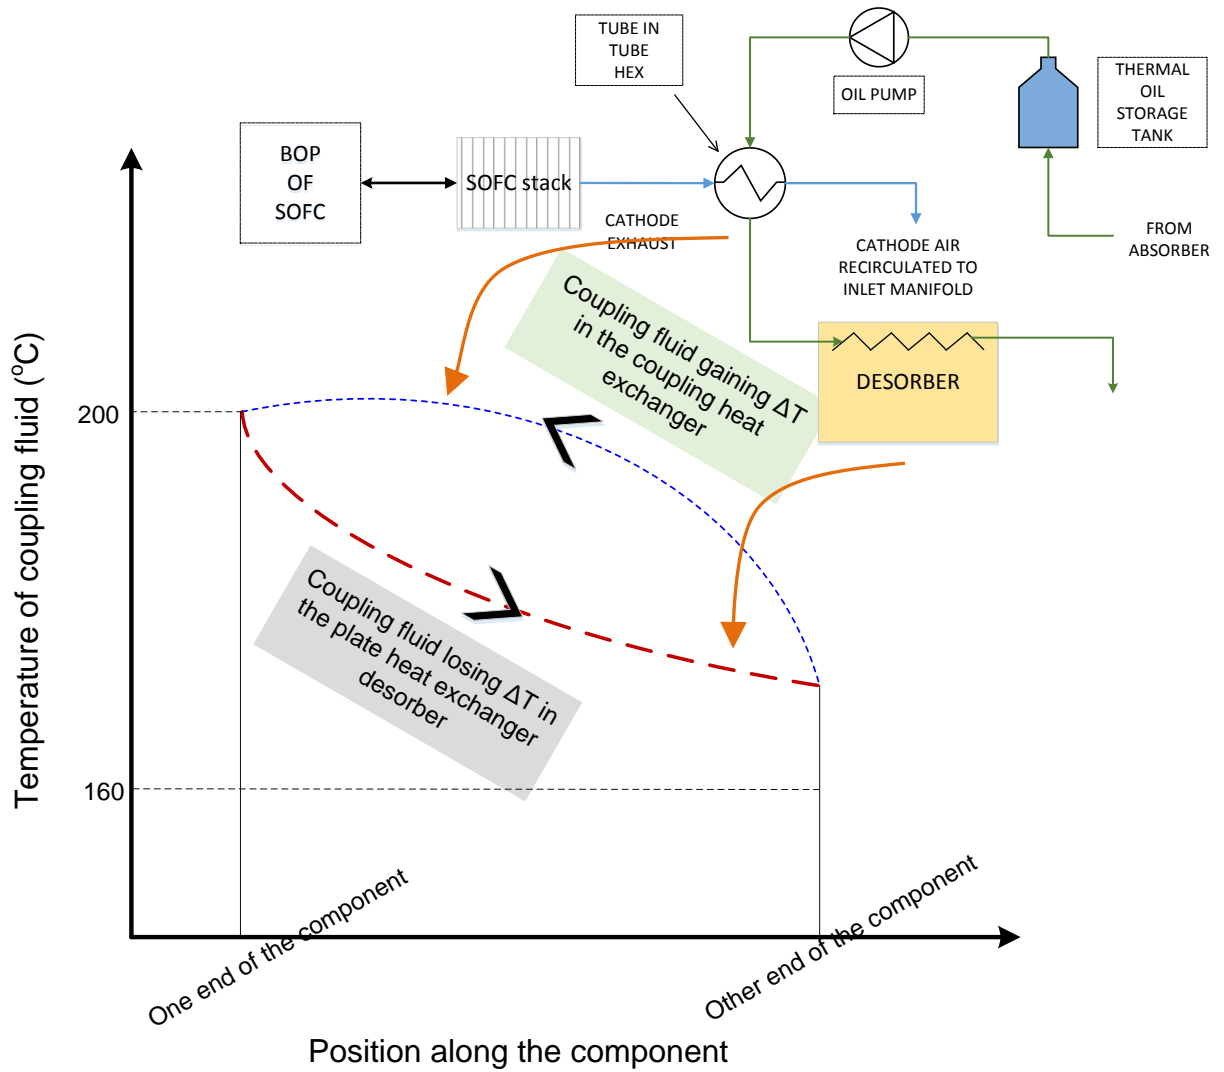 TUBE IN
TUBE
HEX
OIL PUMP
THERMAL
OIL
STORAGE
TANK
BOP
OF
SOFC
SOFC stack
CATHODE
EXHAUST
CATHODE AIR
RECIRCULATED TO
INLET MANIFOLD
FROM
ABSORBER
DESORBER
Coupling fluid gaining ΔT
in the coupling heat
exchanger
Coupling fluid losing ΔT in
the plate heat exchanger
desorber
Temperature of coupling fluid (⁰C)
200
160
One end of the component
Other end of the component
Position along the component